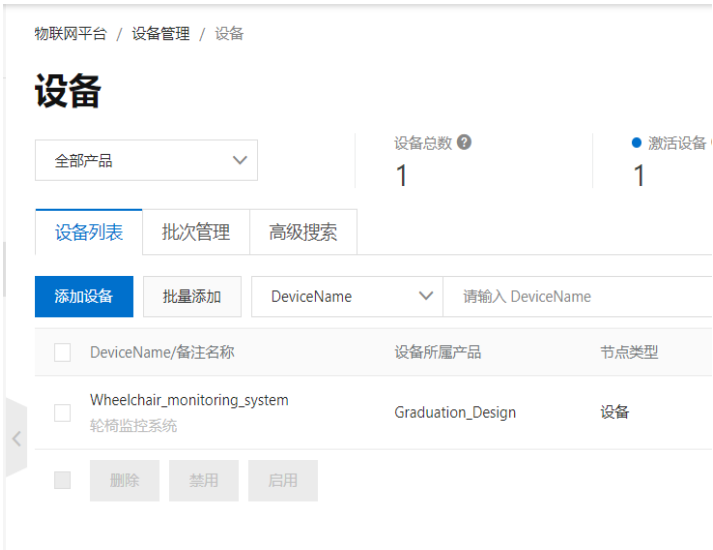 物联网平台 / 设备管理 / 设备
设备
全部产品
设备总数
1
激活设备
1
设备列表 批次管理 高级搜索
添加设备 批量添加 DeviceName 请输入 DeviceName
DeviceName/备注名称 设备所属产品 节点类型
Wheelchair_monitoring_system
轮椅监控系统
Graduation_Design 设备
删除 禁用 启用